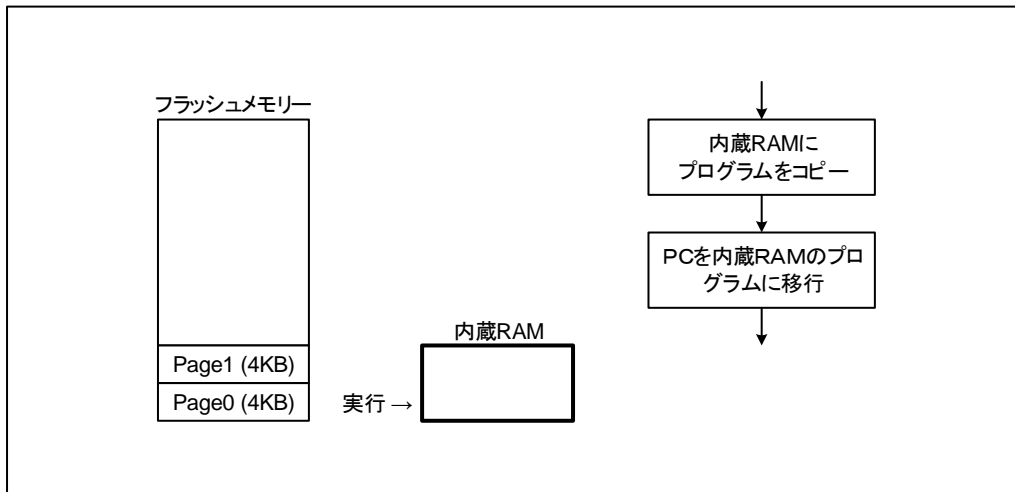 フラッシュメモリー
Page1 (4KB)
Page0 (4KB)
実行 →
内蔵RAM
内蔵RAMに
プログラムをコピー
PCを内蔵RAMのプロ
グラムに移行